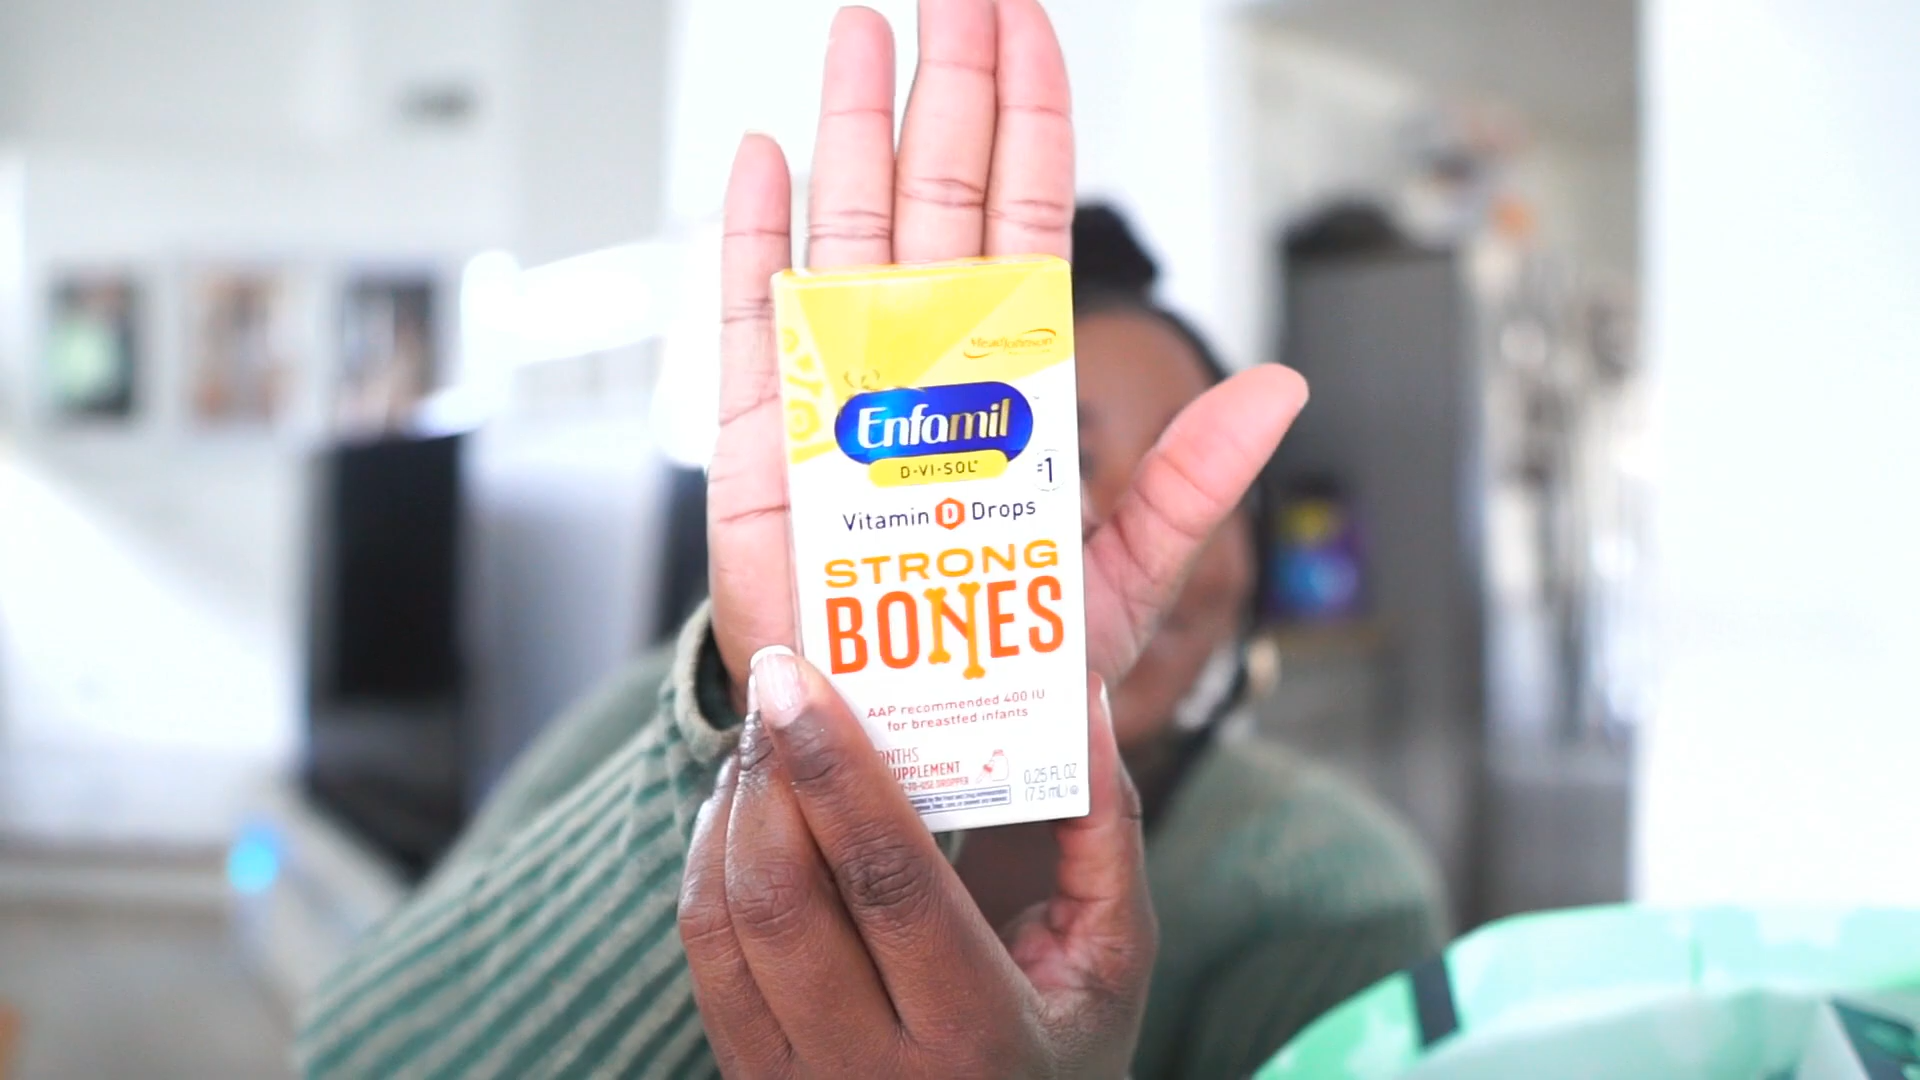 MeadJohnson
Enfamil
D-VI-SOL®
#1
Vitamin D Drops
STRONG
BONES
AAP recommended 400 IU
for breastfed infants
0.25 FL OZ
(7.5 mL)